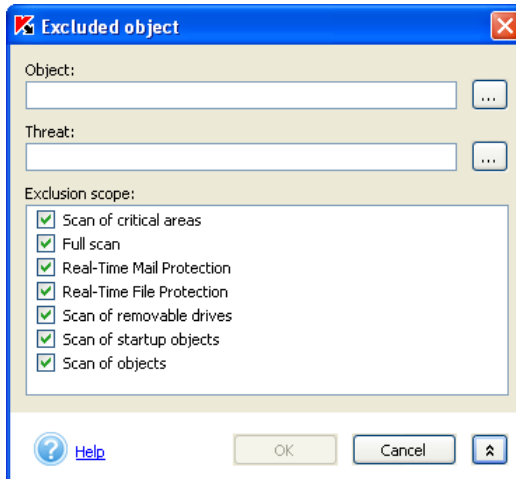 Excluded object
Object:
...
Threat:
...
Exclusion scope:
Scan of critical areas
Full scan
Real-Time Mail Protection
Real-Time File Protection
Scan of removable drives
Scan of startup objects
Scan of objects
? Help OK Cancel